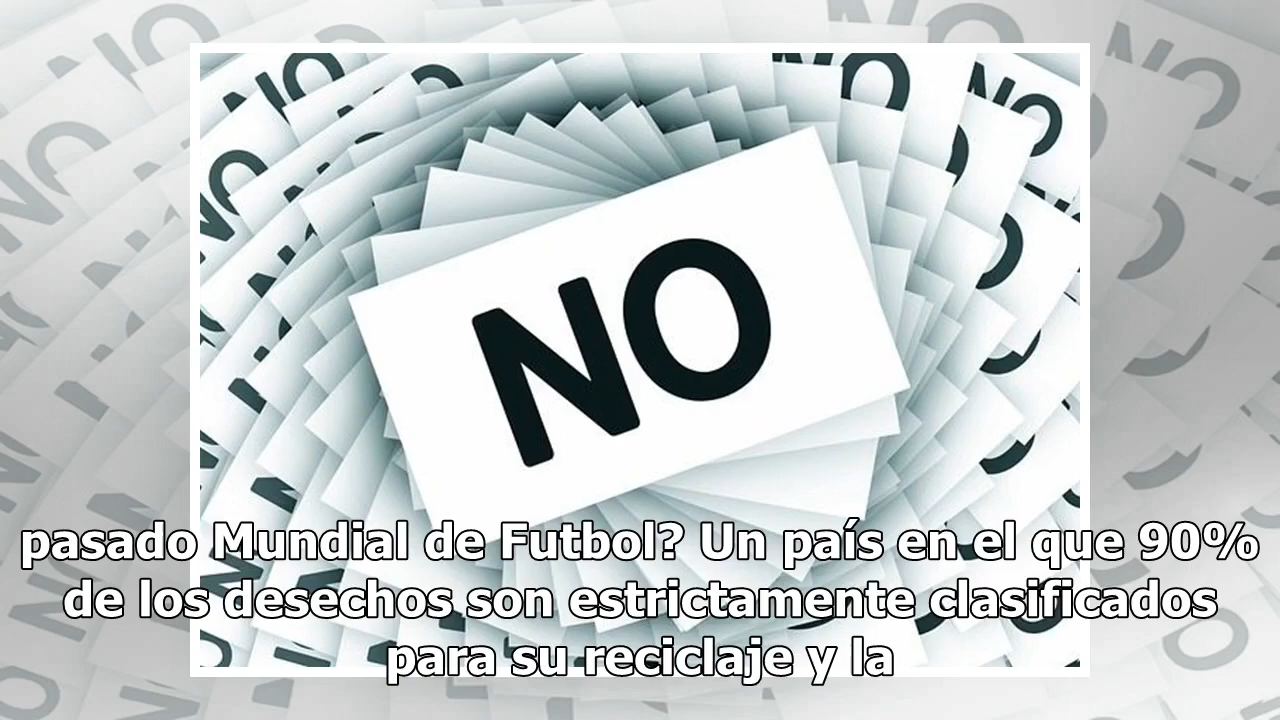 NO
pasado Mundial de Futbol? Un país en el que 90%
de los desechos son estrictamente clasificados
para su reciclaje y la